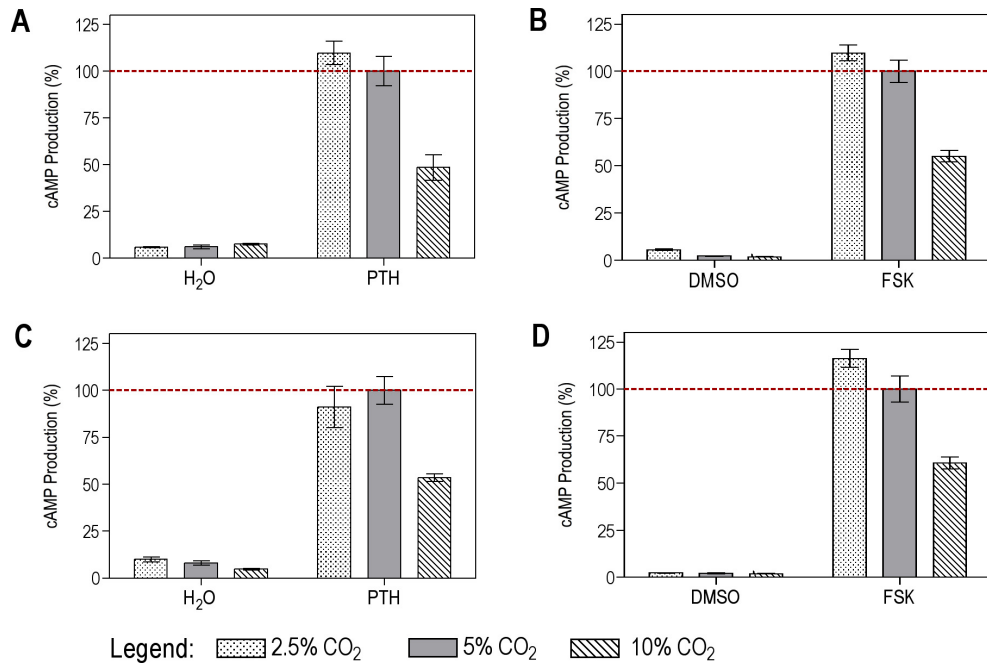 A
cAMP Production (%)
125
100
75
50
25
0
H₂O
PTH
B
cAMP Production (%)
125
100
75
50
25
0
DMSO
FSK
C
cAMP Production (%)
125
100
75
50
25
0
H₂O
PTH
D
cAMP Production (%)
125
100
75
50
25
0
DMSO
FSK
Legend: 2.5% CO₂ 5% CO₂ 10% CO₂